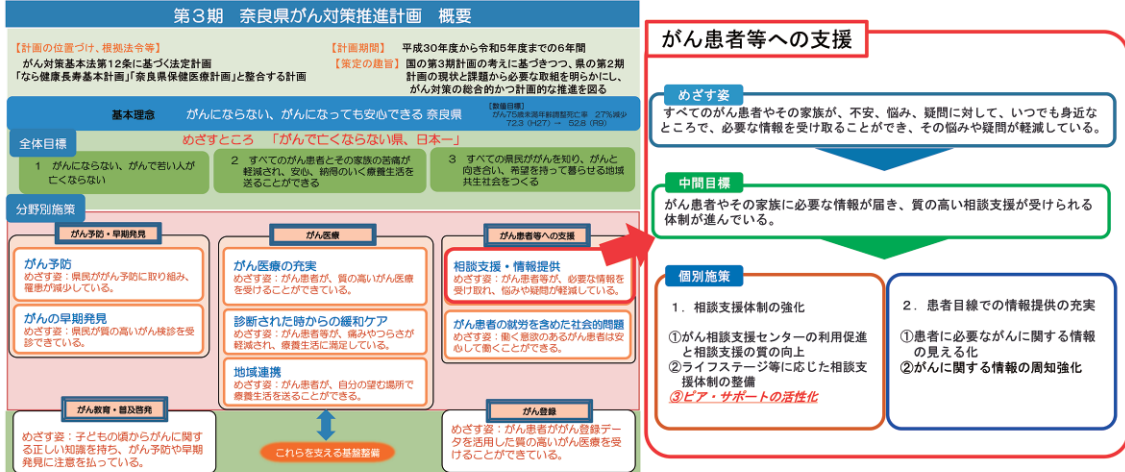 第3期 奈良県がん対策推進計画 概要
【計画の位置づけ、根拠法令等】
がん対策基本法第12条に基づく法定計画
「なら健康長寿基本計画」「奈良県保健医療計画」と整合する計画
【計画期間】 平成30年度から令和5年度までの6年間
【策定の趣旨】 国の第3期計画の考えに基づきつつ、県の第2期
計画の現状と課題から必要な取組を明らかにし、
がん対策の総合的かつ計画的な推進を図る
基本理念 がんにならない、がんになっても安心できる 奈良県
【数値目標】
がん75歳未満年齢調整死亡率 27%減少
72.3 (H27) → 52.8 (R9)
全体目標
めざすところ 「がんで亡くならない県、日本一」
1 がんにならない、がんで若い人が
亡くならない
2 すべてのがん患者とその家族の苦痛が
軽減され、安心、納得のいく療養生活を
送ることができる
3 すべての県民ががんを知り、がんと
向き合い、希望を持って暮らせる地域
共生社会をつくる
分野別施策
がん予防・早期発見
がん予防
めざす姿：県民ががん予防に取り組み、
罹患が減少している。
がんの早期発見
めざす姿：県民が質の高いがん検診を受
診できている。
がん医療
がん医療の充実
めざす姿：がん患者が、質の高いがん医療
を受けることができている。
診断された時からの緩和ケア
めざす姿：がん患者等が、痛みやつらさが
軽減され、療養生活に満足している。
地域連携
めざす姿：がん患者が、自分の望む場所で
療養生活を送ることができる。
がん患者等への支援
相談支援・情報提供
めざす姿：がん患者等が、必要な情報を
受け取れ、悩みや疑問が軽減している。
がん患者の就労を含めた社会的問題
めざす姿：働く意欲のあるがん患者は安
心して働くことができる。
がん教育・普及啓発
めざす姿：子どもの頃からがんに関す
る正しい知識を持ち、がん予防や早期
発見に注意を払っている。
これらを支える基盤整備
がん登録
めざす姿：がん患者ががん登録デー
タを活用した質の高いがん医療を受
けることができている。
がん患者等への支援
めざす姿
すべてのがん患者やその家族が、不安、悩み、疑問に対して、いつでも身近な
ところで、必要な情報を受け取ることができ、その悩みや疑問が軽減している。
中間目標
がん患者やその家族に必要な情報が届き、質の高い相談支援が受けられる
体制が進んでいる。
個別施策
1．相談支援体制の強化
①がん相談支援センターの利用促進
と相談支援の質の向上
②ライフステージ等に応じた相談支
援体制の整備
③ピア・サポートの活性化
2．患者目線での情報提供の充実
①患者に必要ながんに関する情報
の見える化
②がんに関する情報の周知強化